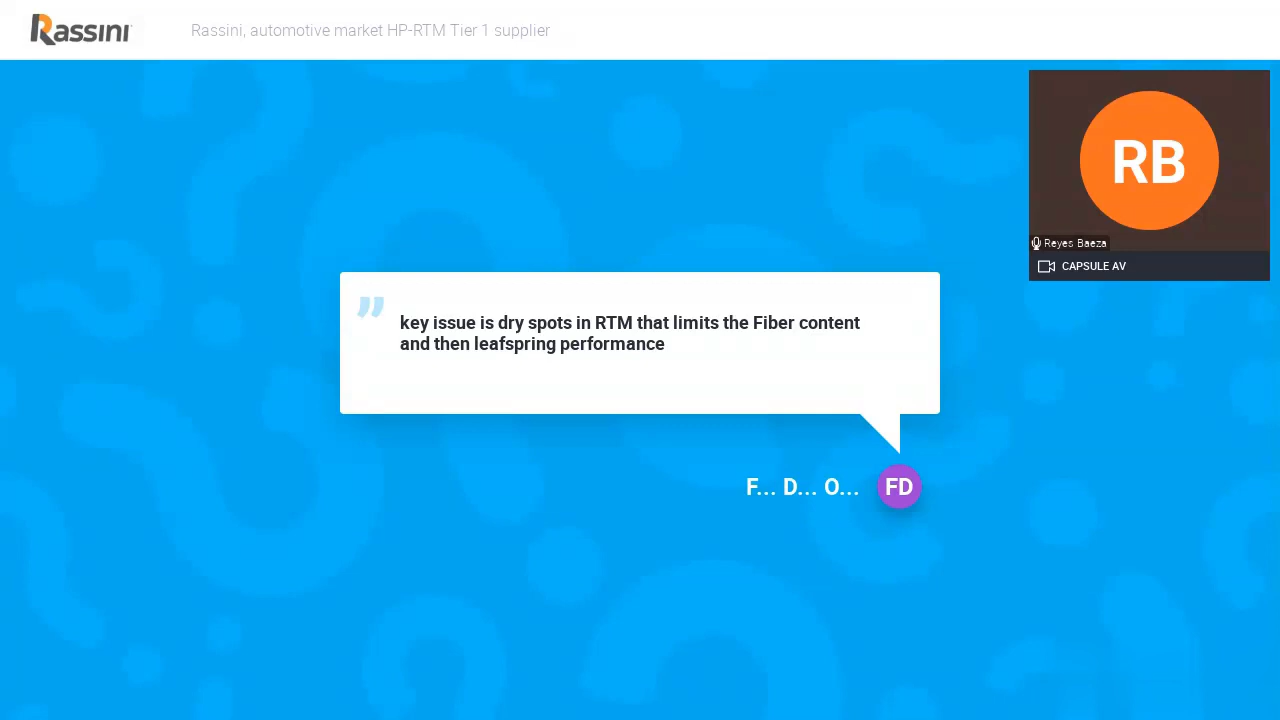 Rassini
Rassini, automotive market HP-RTM Tier 1 supplier
RB
Reyes Baeza
CAPSULE AV
key issue is dry spots in RTM that limits the Fiber content
and then leafspring performance
F... D... O... FD